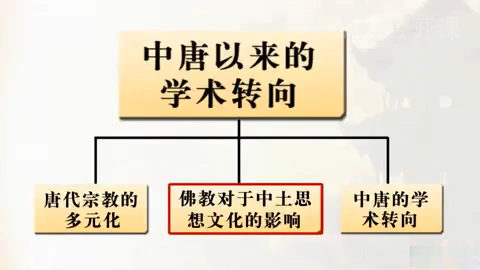 中唐以来的
学术转向
唐代宗教的
多元化
佛教对于中土思
想文化的影响
中唐的学
术转向